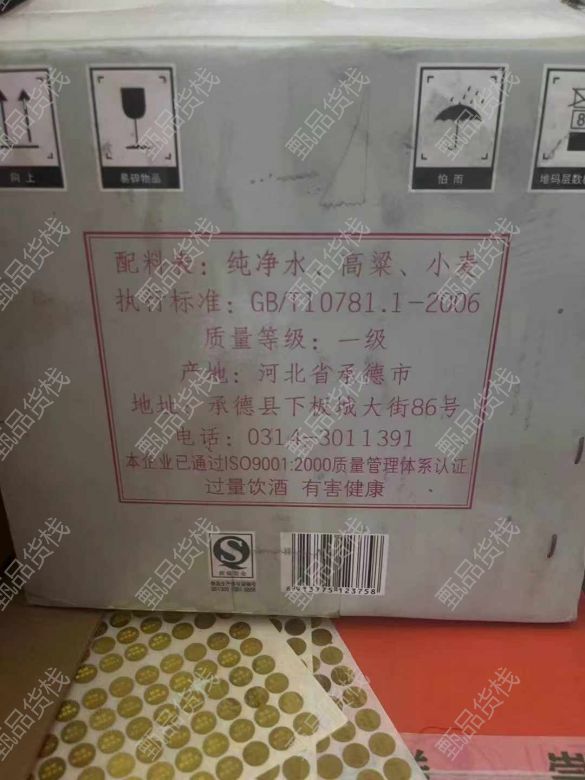 向上
易碎物品
怕雨
堆码层数
配料表：纯净水、高粱、小麦
执行标准：GB/T10781.1-2006
质量等级：一级
产地：河北省承德市
地址：承德县下板城大街86号
电话：0314-3011391
本企业已通过ISO9001:2000质量管理体系认证
过量饮酒 有害健康
甄品货栈